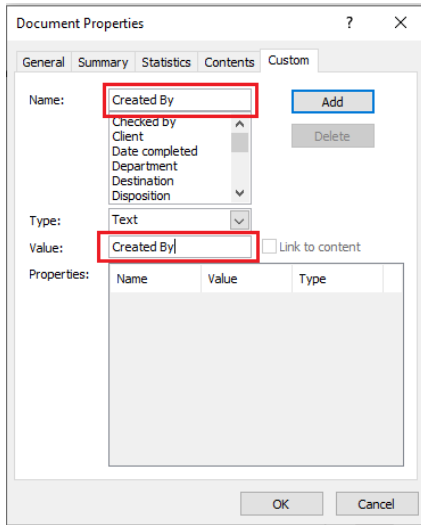 Document Properties ? ×
General Summary Statistics Contents Custom
Name: Created By Add
Checked by
Client
Date completed
Department
Destination
Disposition
Delete
Type: Text
Value: Created By Link to content
Properties: Name Value Type
OK Cancel